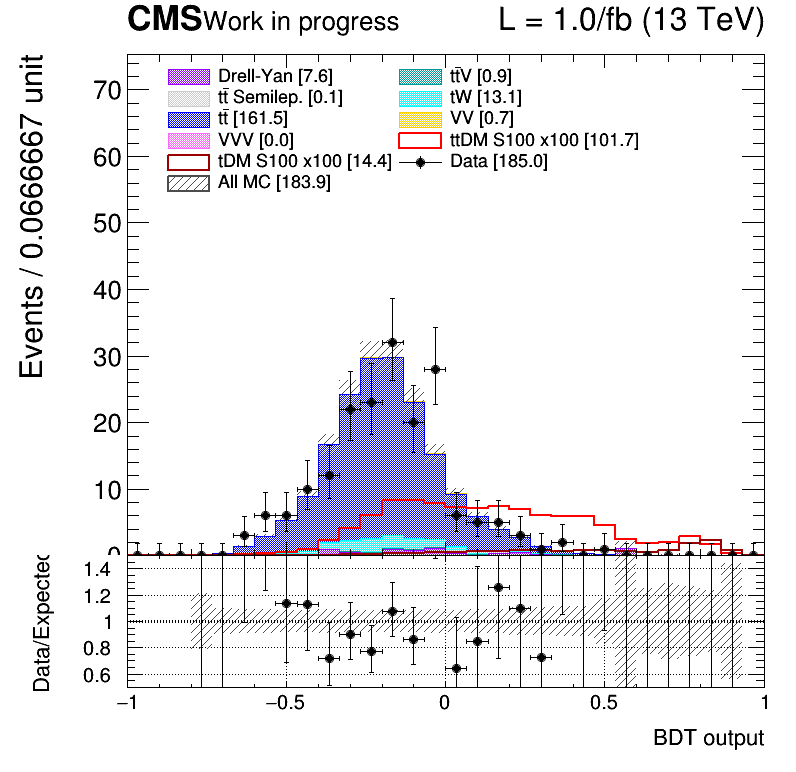 CMS Work in progress L = 1.0/fb (13 TeV)
Events / 0.0666667 unit
70
60
50
40
30
20
10
0
Drell-Yan [7.6] tt̄V [0.9]
tt̄ Semilep. [0.1] tW [13.1]
tt̄ [161.5] VV [0.7]
VVV [0.0] ttDM S100 x100 [101.7]
tDM S100 x100 [14.4] Data [185.0]
All MC [183.9]
Data/Expected
1.4
1.2
1
0.8
0.6
−1 −0.5 0 0.5 1
BDT output